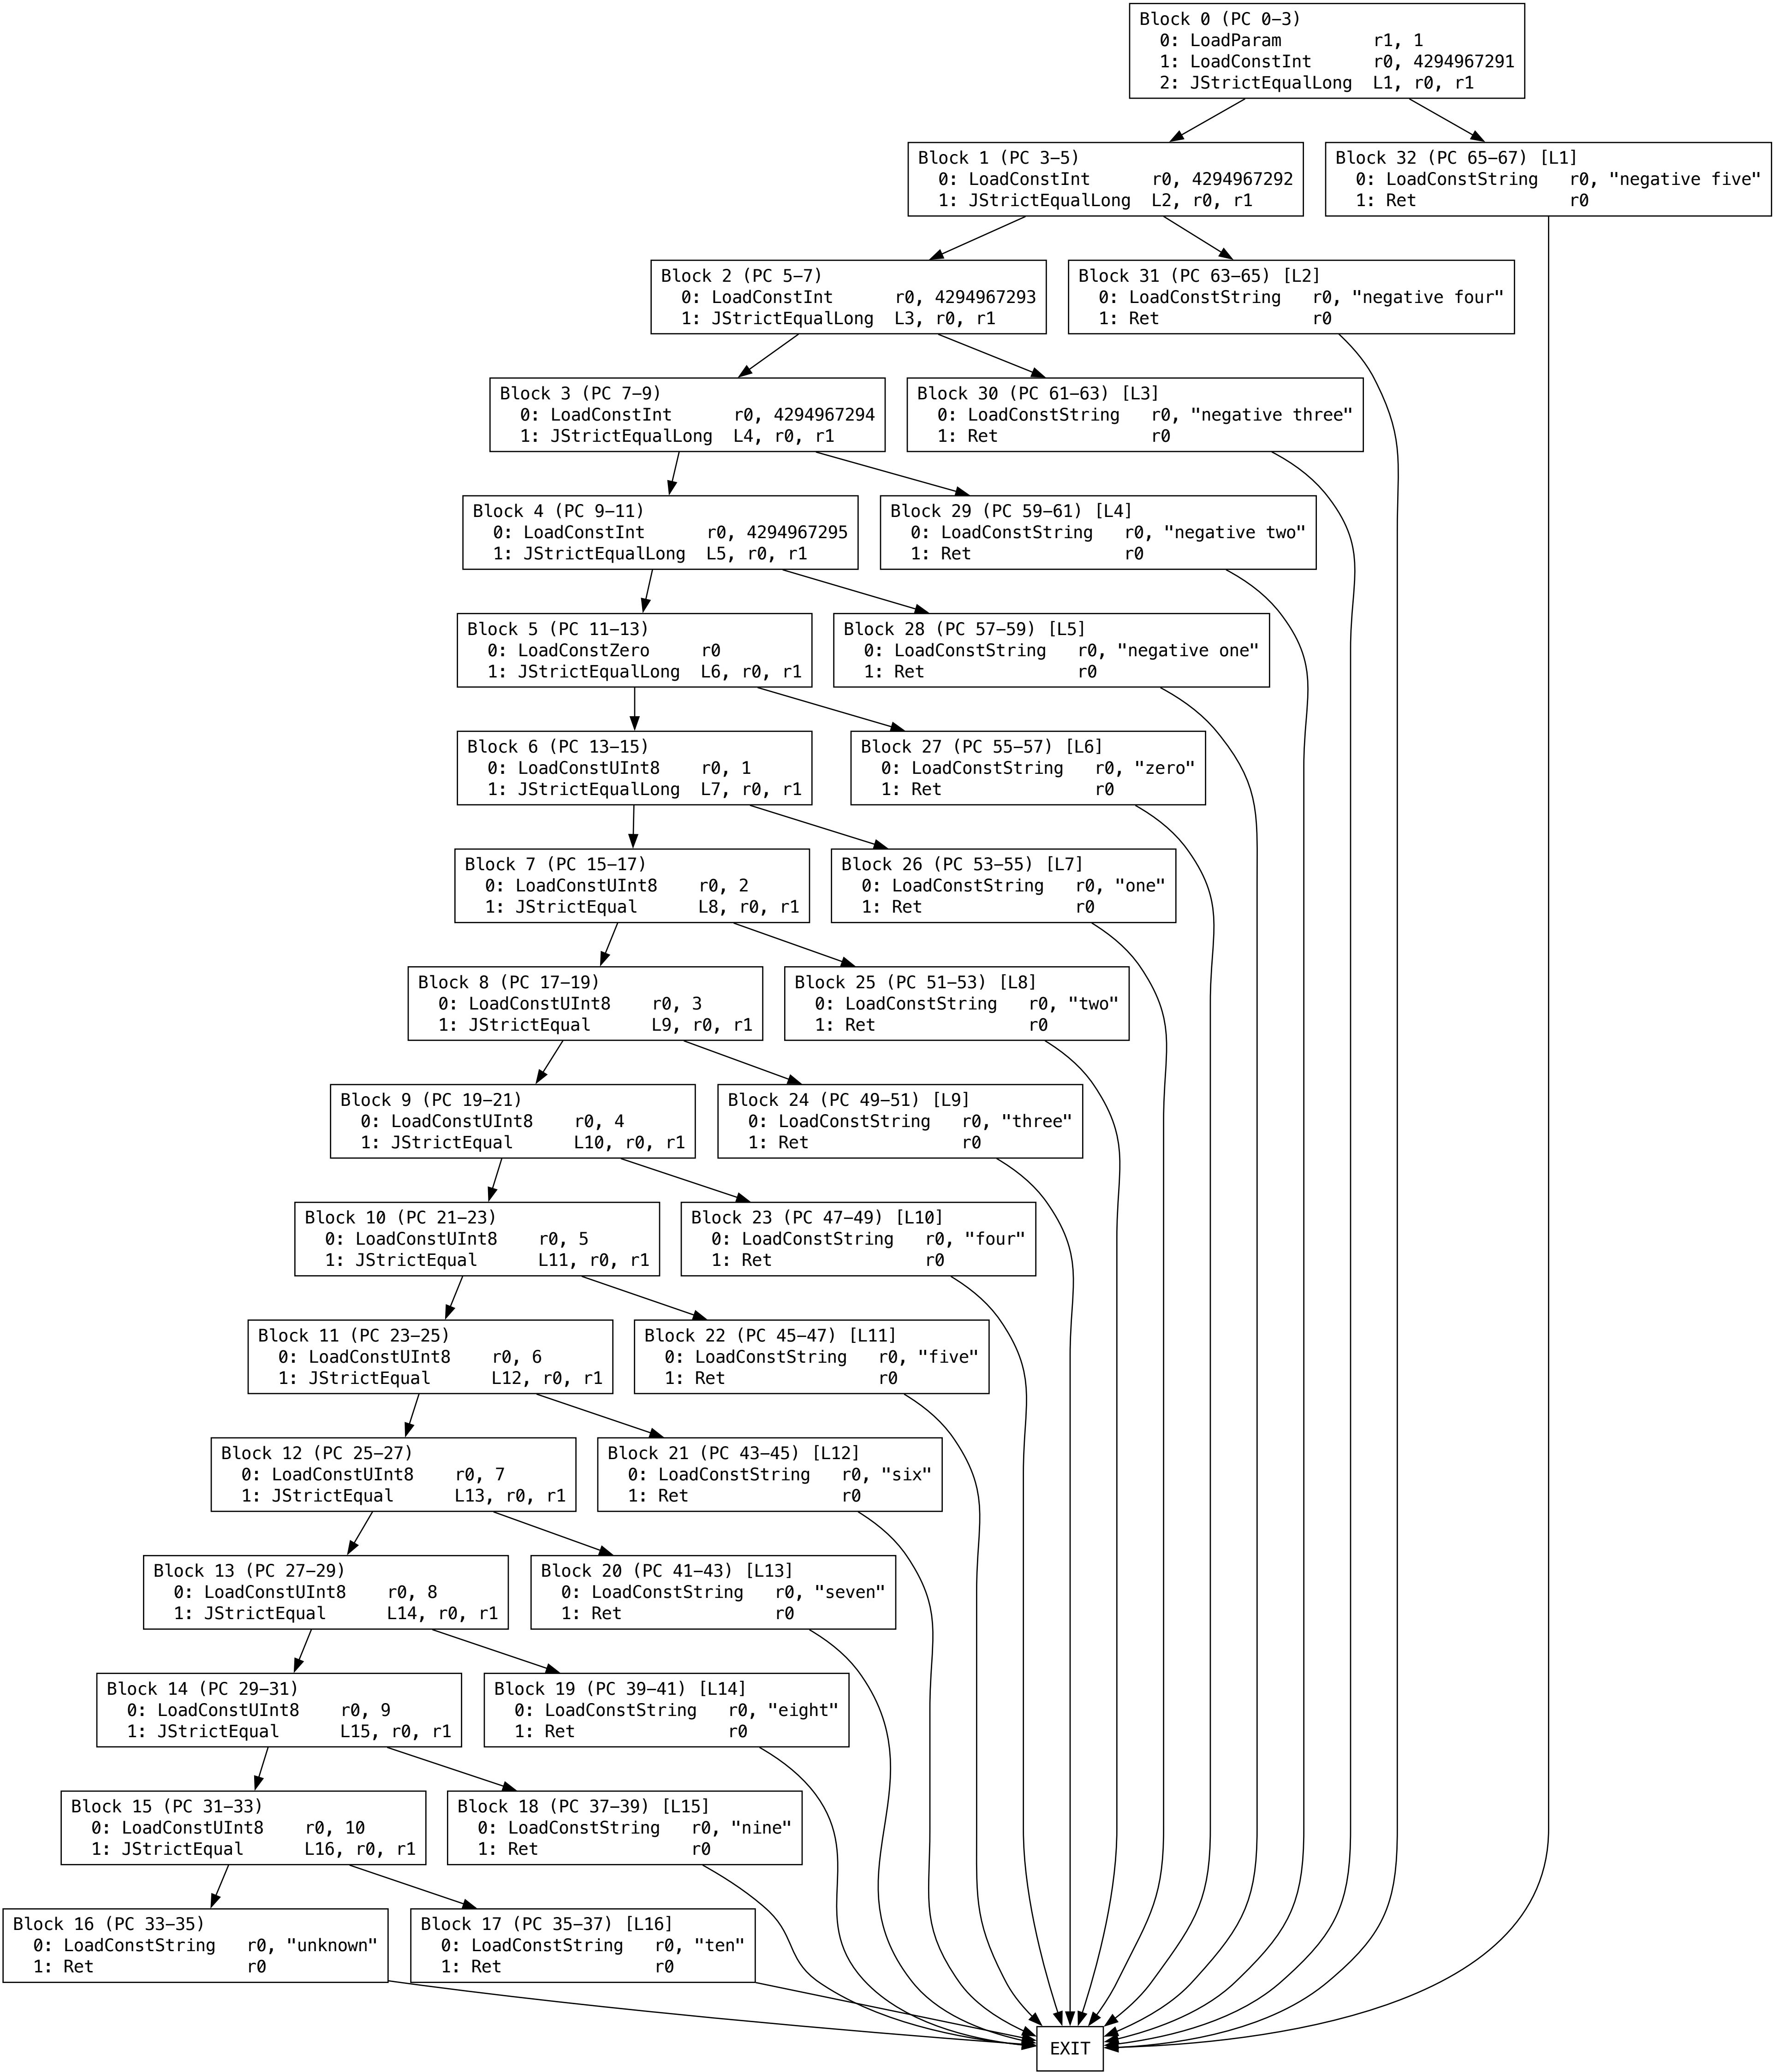 Block 0 (PC 0-3)
0: LoadParam r1, 1
1: LoadConstInt r0, 4294967291
2: JStrictEqualLong L1, r0, r1
Block 1 (PC 3-5)
0: LoadConstInt r0, 4294967292
1: JStrictEqualLong L2, r0, r1
Block 32 (PC 65-67) [L1]
0: LoadConstString r0, "negative five"
1: Ret r0
Block 2 (PC 5-7)
0: LoadConstInt r0, 4294967293
1: JStrictEqualLong L3, r0, r1
Block 31 (PC 63-65) [L2]
0: LoadConstString r0, "negative four"
1: Ret r0
Block 3 (PC 7-9)
0: LoadConstInt r0, 4294967294
1: JStrictEqualLong L4, r0, r1
Block 30 (PC 61-63) [L3]
0: LoadConstString r0, "negative three"
1: Ret r0
Block 4 (PC 9-11)
0: LoadConstInt r0, 4294967295
1: JStrictEqualLong L5, r0, r1
Block 29 (PC 59-61) [L4]
0: LoadConstString r0, "negative two"
1: Ret r0
Block 5 (PC 11-13)
0: LoadConstZero r0
1: JStrictEqualLong L6, r0, r1
Block 28 (PC 57-59) [L5]
0: LoadConstString r0, "negative one"
1: Ret r0
Block 6 (PC 13-15)
0: LoadConstUInt8 r0, 1
1: JStrictEqualLong L7, r0, r1
Block 27 (PC 55-57) [L6]
0: LoadConstString r0, "zero"
1: Ret r0
Block 7 (PC 15-17)
0: LoadConstUInt8 r0, 2
1: JStrictEqual L8, r0, r1
Block 26 (PC 53-55) [L7]
0: LoadConstString r0, "one"
1: Ret r0
Block 8 (PC 17-19)
0: LoadConstUInt8 r0, 3
1: JStrictEqual L9, r0, r1
Block 25 (PC 51-53) [L8]
0: LoadConstString r0, "two"
1: Ret r0
Block 9 (PC 19-21)
0: LoadConstUInt8 r0, 4
1: JStrictEqual L10, r0, r1
Block 24 (PC 49-51) [L9]
0: LoadConstString r0, "three"
1: Ret r0
Block 10 (PC 21-23)
0: LoadConstUInt8 r0, 5
1: JStrictEqual L11, r0, r1
Block 23 (PC 47-49) [L10]
0: LoadConstString r0, "four"
1: Ret r0
Block 11 (PC 23-25)
0: LoadConstUInt8 r0, 6
1: JStrictEqual L12, r0, r1
Block 22 (PC 45-47) [L11]
0: LoadConstString r0, "five"
1: Ret r0
Block 12 (PC 25-27)
0: LoadConstUInt8 r0, 7
1: JStrictEqual L13, r0, r1
Block 21 (PC 43-45) [L12]
0: LoadConstString r0, "six"
1: Ret r0
Block 13 (PC 27-29)
0: LoadConstUInt8 r0, 8
1: JStrictEqual L14, r0, r1
Block 20 (PC 41-43) [L13]
0: LoadConstString r0, "seven"
1: Ret r0
Block 14 (PC 29-31)
0: LoadConstUInt8 r0, 9
1: JStrictEqual L15, r0, r1
Block 19 (PC 39-41) [L14]
0: LoadConstString r0, "eight"
1: Ret r0
Block 15 (PC 31-33)
0: LoadConstUInt8 r0, 10
1: JStrictEqual L16, r0, r1
Block 18 (PC 37-39) [L15]
0: LoadConstString r0, "nine"
1: Ret r0
Block 16 (PC 33-35)
0: LoadConstString r0, "unknown"
1: Ret r0
Block 17 (PC 35-37) [L16]
0: LoadConstString r0, "ten"
1: Ret r0
EXIT